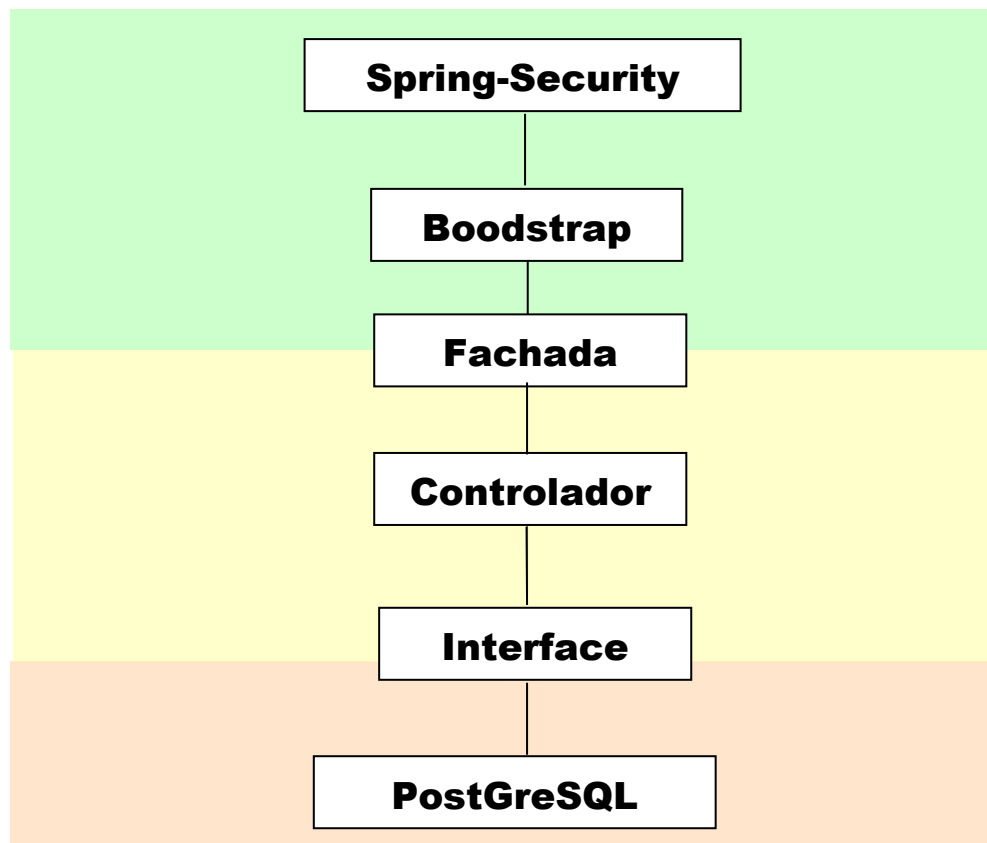 Spring-Security
Boodstrap
Fachada
Controlador
Interface
PostGreSQL